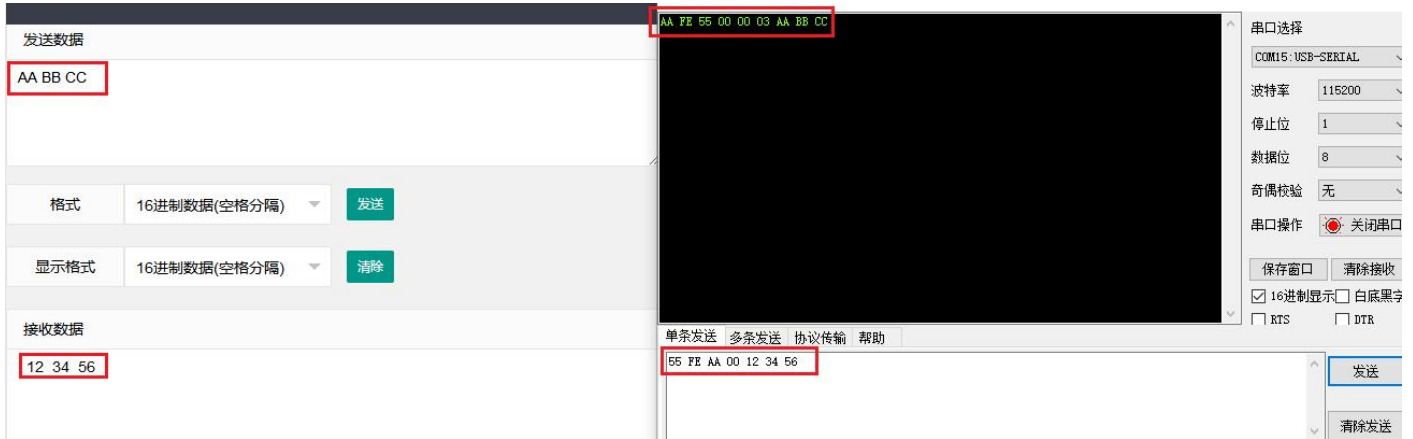 发送数据
AA BB CC
格式
16进制数据(空格分隔)
发送
显示格式
16进制数据(空格分隔)
清除
接收数据
12 34 56
AA FE 55 00 00 03 AA BB CC
串口选择
COM15:USB-SERIAL
波特率
115200
停止位
1
数据位
8
奇偶校验
无
串口操作
关闭串口
保存窗口
清除接收
16进制显示
白底黑字
RTS
DTR
单条发送
多条发送
协议传输
帮助
55 FE AA 00 12 34 56
发送
清除发送